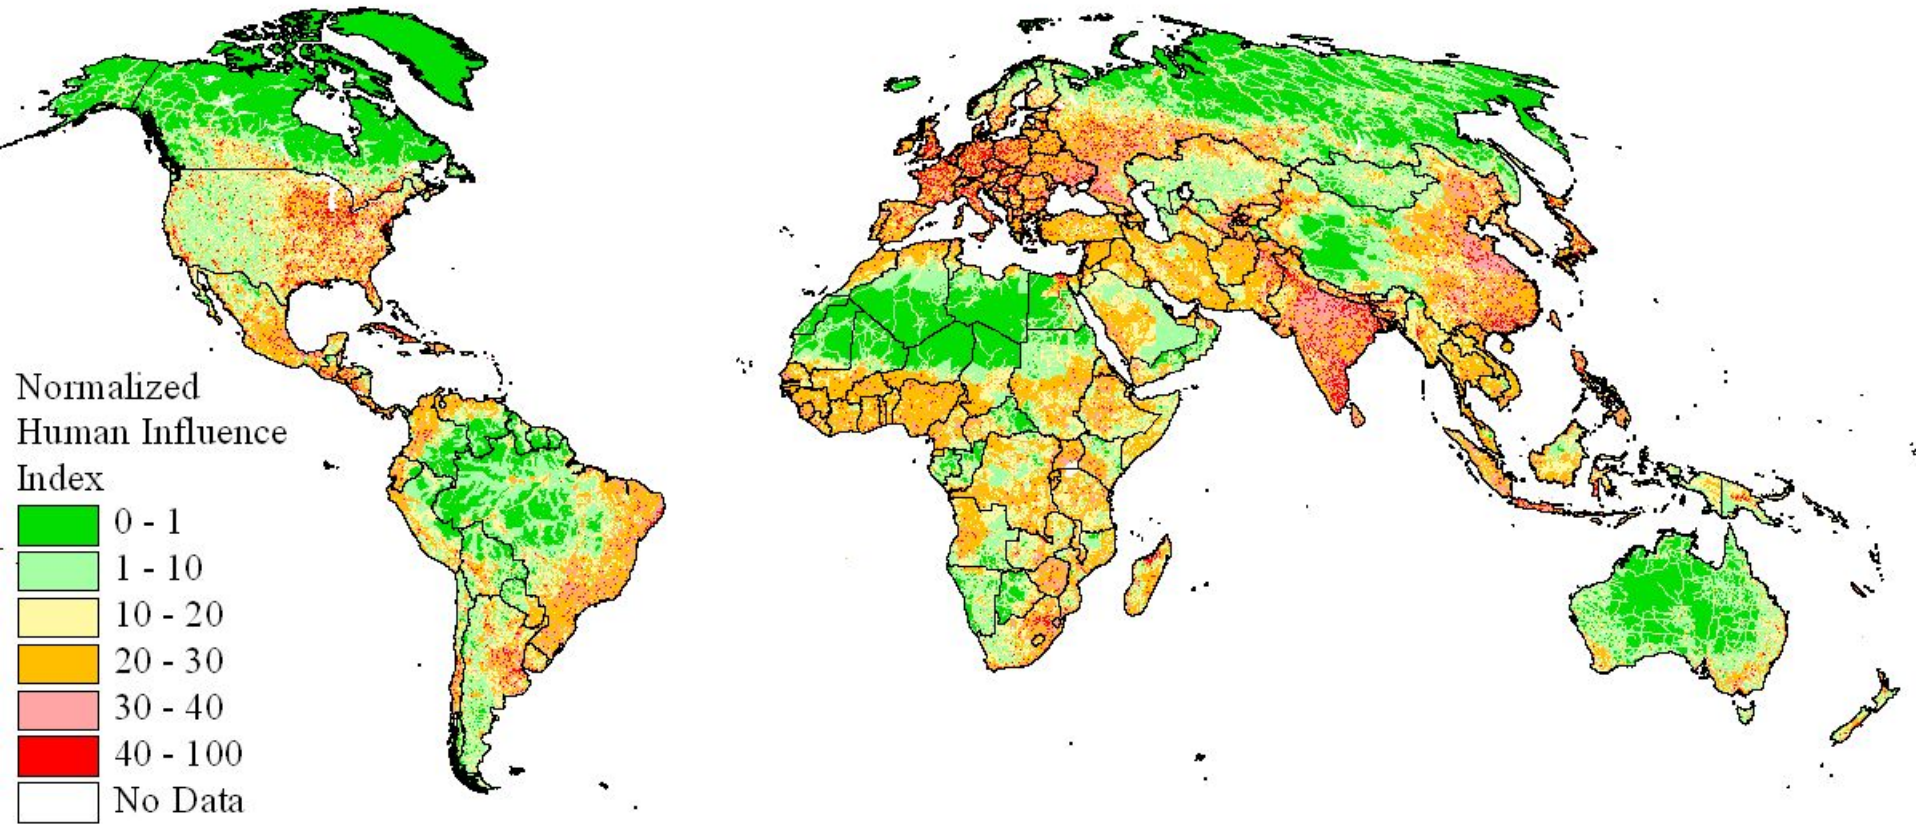 Normalized
Human Influence
Index
0 - 1
1 - 10
10 - 20
20 - 30
30 - 40
40 - 100
No Data